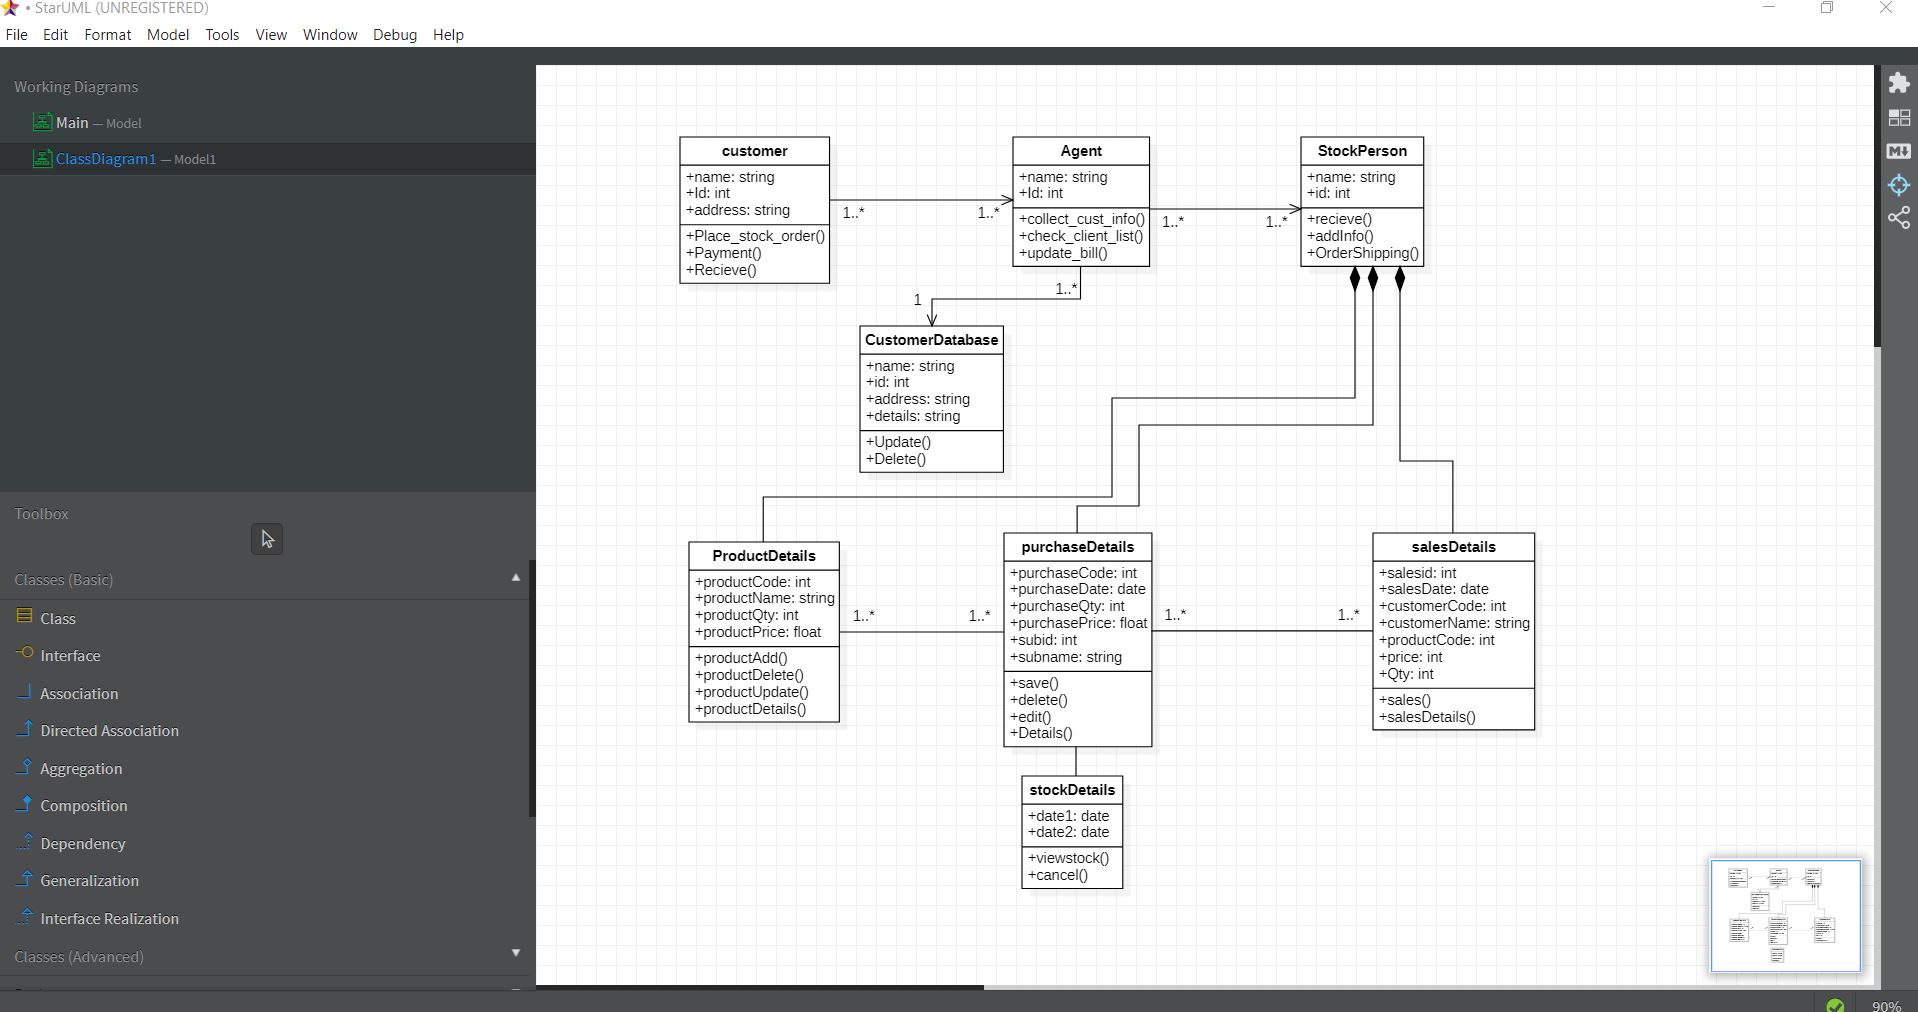 • StarUML (UNREGISTERED)
File Edit Format Model Tools View Window Debug Help
Working Diagrams
Main — Model
ClassDiagram1 — Model1
Toolbox
Classes (Basic)
Class
Interface
Association
Directed Association
Aggregation
Composition
Dependency
Generalization
Interface Realization
Classes (Advanced)
customer
+name: string
+Id: int
+address: string
+Place_stock_order()
+Payment()
+Recieve()
1..*
1..*
Agent
+name: string
+Id: int
+collect_cust_info()
+check_client_list()
+update_bill()
1..*
1..*
StockPerson
+name: string
+id: int
+recieve()
+addInfo()
+OrderShipping()
1..*
1
CustomerDatabase
+name: string
+id: int
+address: string
+details: string
+Update()
+Delete()
ProductDetails
+productCode: int
+productName: string
+productQty: int
+productPrice: float
+productAdd()
+productDelete()
+productUpdate()
+productDetails()
1..*
1..*
purchaseDetails
+purchaseCode: int
+purchaseDate: date
+purchaseQty: int
+purchasePrice: float
+subid: int
+subname: string
+save()
+delete()
+edit()
+Details()
1..*
1..*
salesDetails
+salesid: int
+salesDate: date
+customerCode: int
+customerName: string
+productCode: int
+price: int
+Qty: int
+sales()
+salesDetails()
stockDetails
+date1: date
+date2: date
+viewstock()
+cancel()
90%